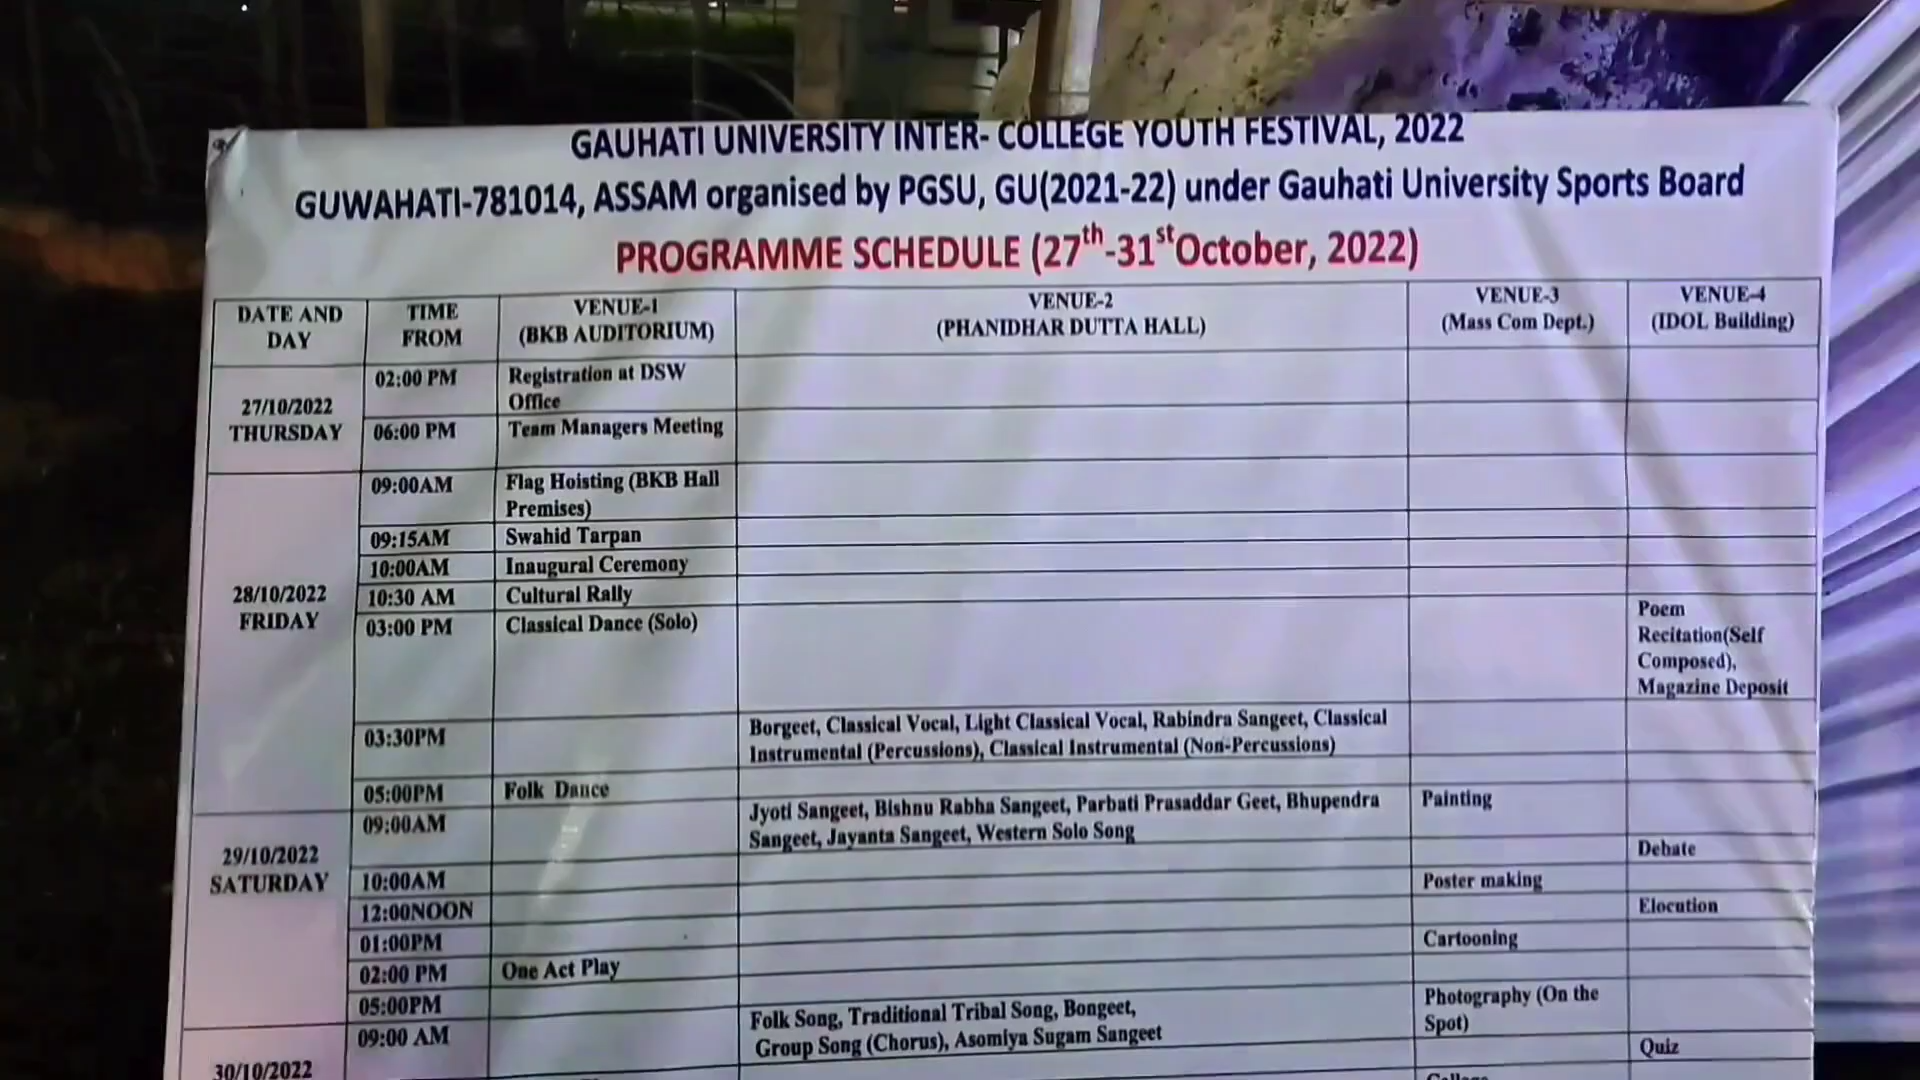 GAUHATI UNIVERSITY INTER- COLLEGE YOUTH FESTIVAL, 2022
GUWAHATI-781014, ASSAM organised by PGSU, GU(2021-22) under Gauhati University Sports Board
PROGRAMME SCHEDULE (27th-31stOctober, 2022)
DATE AND
DAY
TIME
FROM
VENUE-1
(BKB AUDITORIUM)
VENUE-2
(PHANIDHAR DUTTA HALL)
VENUE-3
(Mass Com Dept.)
VENUE-4
(IDOL Building)
27/10/2022
THURSDAY
02:00 PM
Registration at DSW
Office
06:00 PM
Team Managers Meeting
28/10/2022
FRIDAY
09:00AM
Flag Hoisting (BKB Hall
Premises)
09:15AM
Swahid Tarpan
10:00AM
Inaugural Ceremony
10:30 AM
Cultural Rally
03:00 PM
Classical Dance (Solo)
Poem
Recitation(Self
Composed),
Magazine Deposit
03:30PM
Borgeet, Classical Vocal, Light Classical Vocal, Rabindra Sangeet, Classical
Instrumental (Percussions), Classical Instrumental (Non-Percussions)
05:00PM
Folk Dance
29/10/2022
SATURDAY
09:00AM
Jyoti Sangeet, Bishnu Rabha Sangeet, Parbati Prasaddar Geet, Bhupendra
Sangeet, Jayanta Sangeet, Western Solo Song
Painting
Debate
10:00AM
Poster making
12:00NOON
Elocution
01:00PM
Cartooning
02:00 PM
One Act Play
05:00PM
Photography (On the
Spot)
30/10/2022
09:00 AM
Folk Song, Traditional Tribal Song, Bongeet,
Group Song (Chorus), Asomiya Sugam Sangeet
Quiz